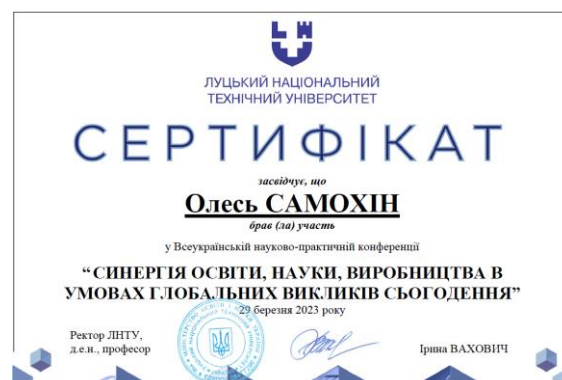 ЛУЦЬКИЙ НАЦІОНАЛЬНИЙ
ТЕХНІЧНИЙ УНІВЕРСИТЕТ
СЕРТИФІКАТ
засвідчує, що
Олесь САМОХІН
брав (ла) участь
у Всеукраїнській науково-практичній конференції
“СИНЕРГІЯ ОСВІТИ, НАУКИ, ВИРОБНИЦТВА В
УМОВАХ ГЛОБАЛЬНИХ ВИКЛИКІВ СЬОГОДЕННЯ”
29 березня 2023 року
Ректор ЛНТУ,
д.е.н., професор
Ірина ВАХОВИЧ